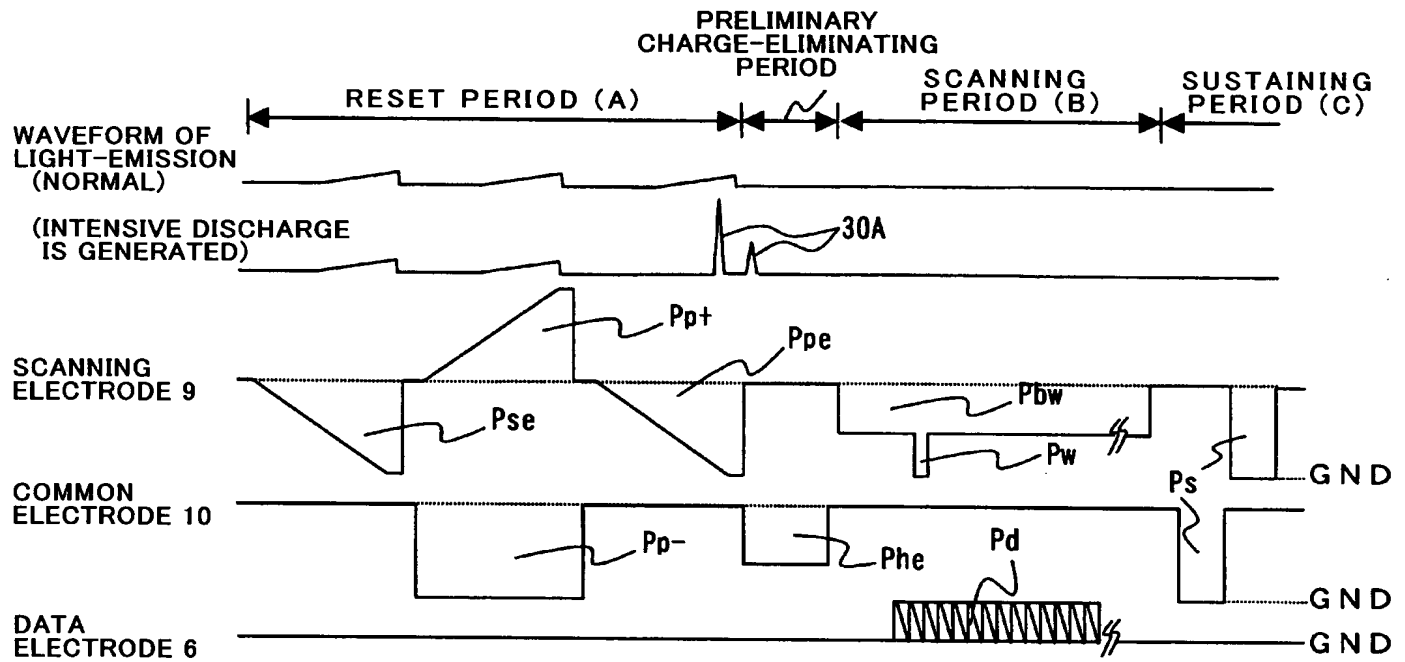 PRELIMINARY
CHARGE-ELIMINATING
PERIOD
RESET PERIOD (A)
SCANNING
PERIOD (B)
SUSTAINING
PERIOD (C)
WAVEFORM OF
LIGHT-EMISSION
(NORMAL)
(INTENSIVE DISCHARGE
IS GENERATED)
30A
Pp+
Ppe
SCANNING
ELECTRODE 9
Pse
Pbw
Pw
Ps
GND
COMMON
ELECTRODE 10
Pp-
Phe
Pd
GND
DATA
ELECTRODE 6
GND